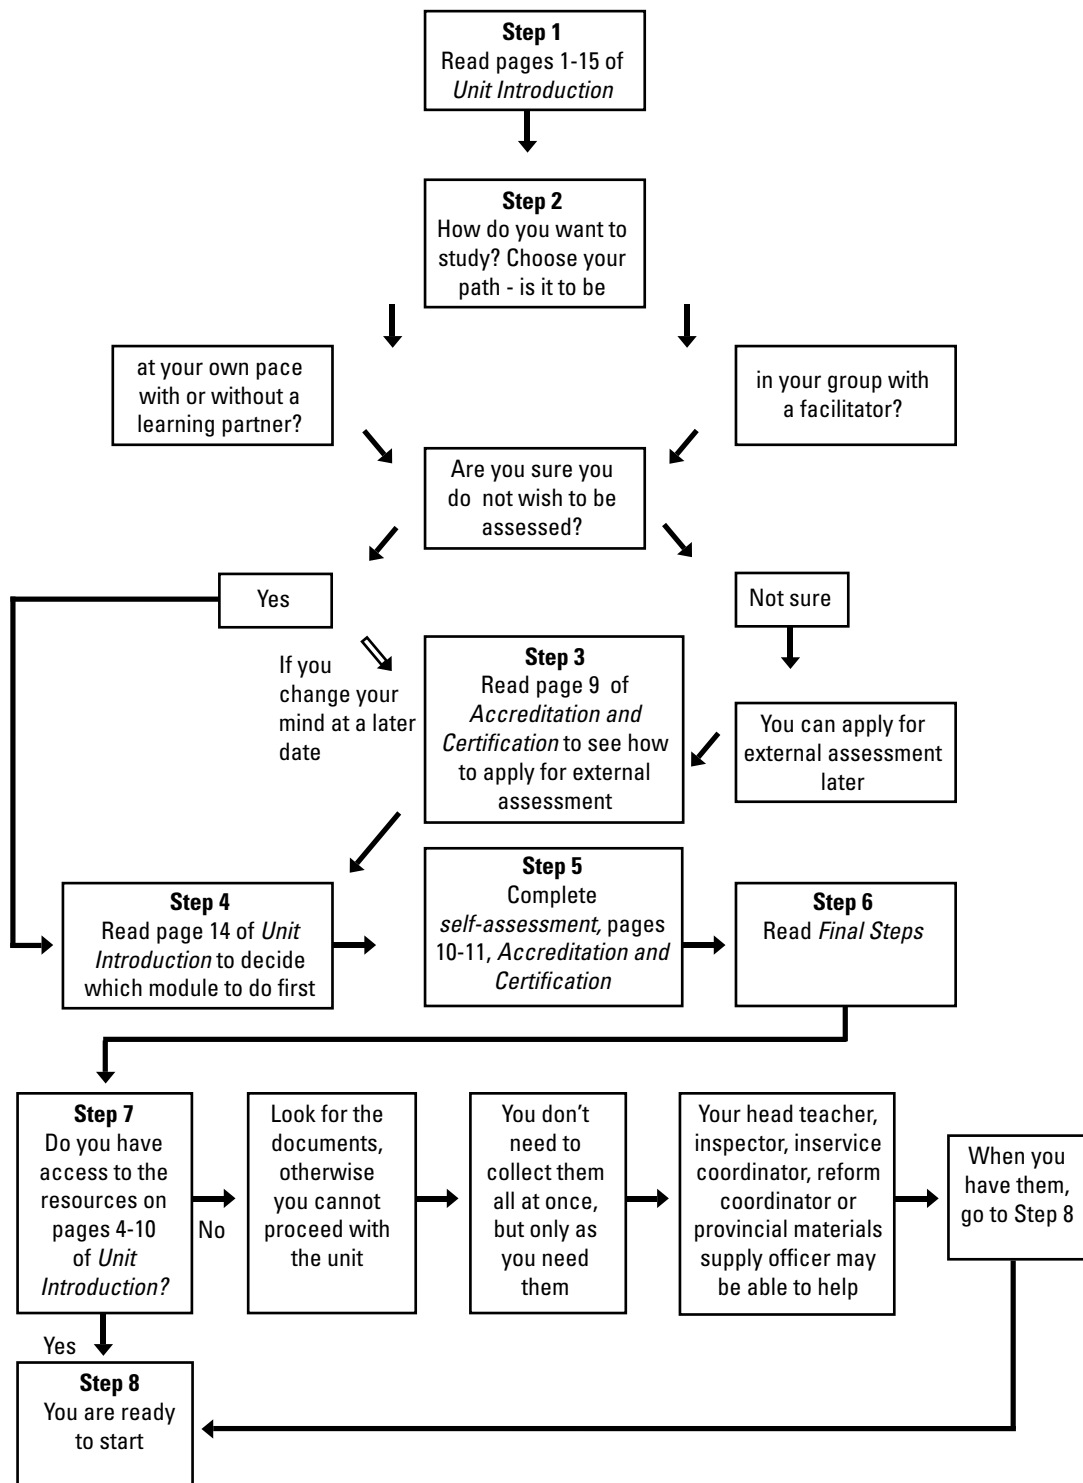 Step 1
Read pages 1-15 of
Unit Introduction
Step 2
How do you want to
study? Choose your
path - is it to be
at your own pace
with or without a
learning partner?
in your group with
a facilitator?
Are you sure you
do not wish to be
assessed?
Yes
Not sure
If you
change your
mind at a later
date
Step 3
Read page 9 of
Accreditation and
Certification to see how
to apply for external
assessment
You can apply for
external assessment
later
Step 4
Read page 14 of Unit
Introduction to decide
which module to do first
Step 5
Complete
self-assessment, pages
10-11, Accreditation and
Certification
Step 6
Read Final Steps
Step 7
Do you have
access to the
resources on
pages 4-10
of Unit
Introduction?
No
Look for the
documents,
otherwise
you cannot
proceed with
the unit
You don't
need to
collect them
all at once,
but only as
you need
them
Your head teacher,
inspector, inservice
coordinator, reform
coordinator or
provincial materials
supply officer may
be able to help
When you
have them,
go to Step 8
Yes
Step 8
You are ready
to start